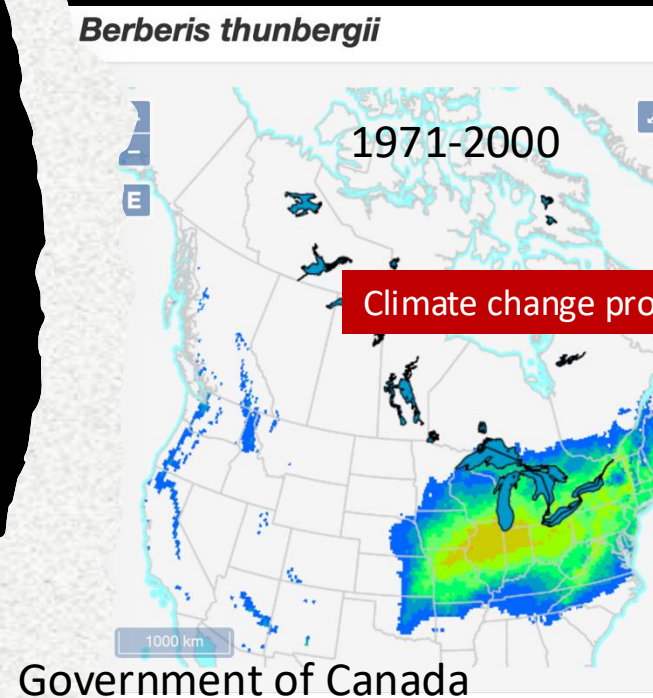 Berberis thunbergii
1971-2000
E
Climate change pro
1000 km
Government of Canada